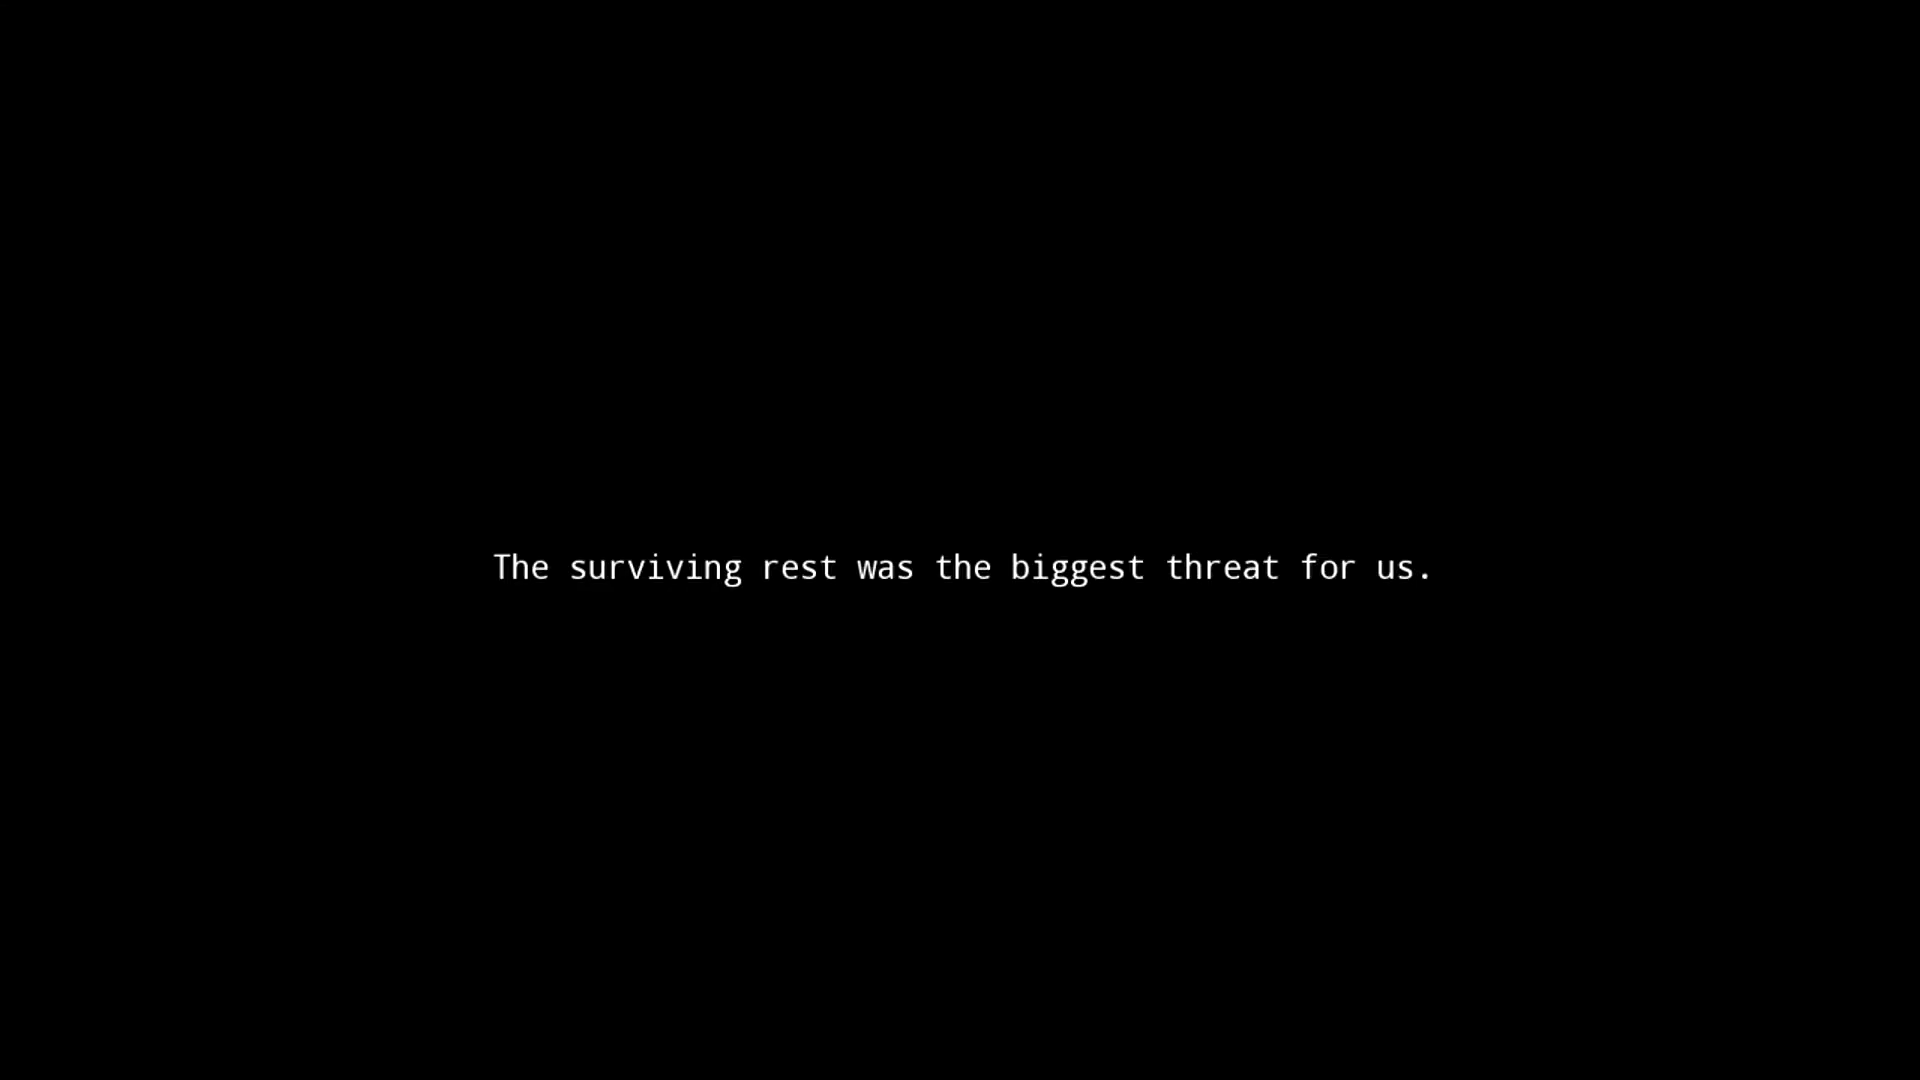 The surviving rest was the biggest threat for us.